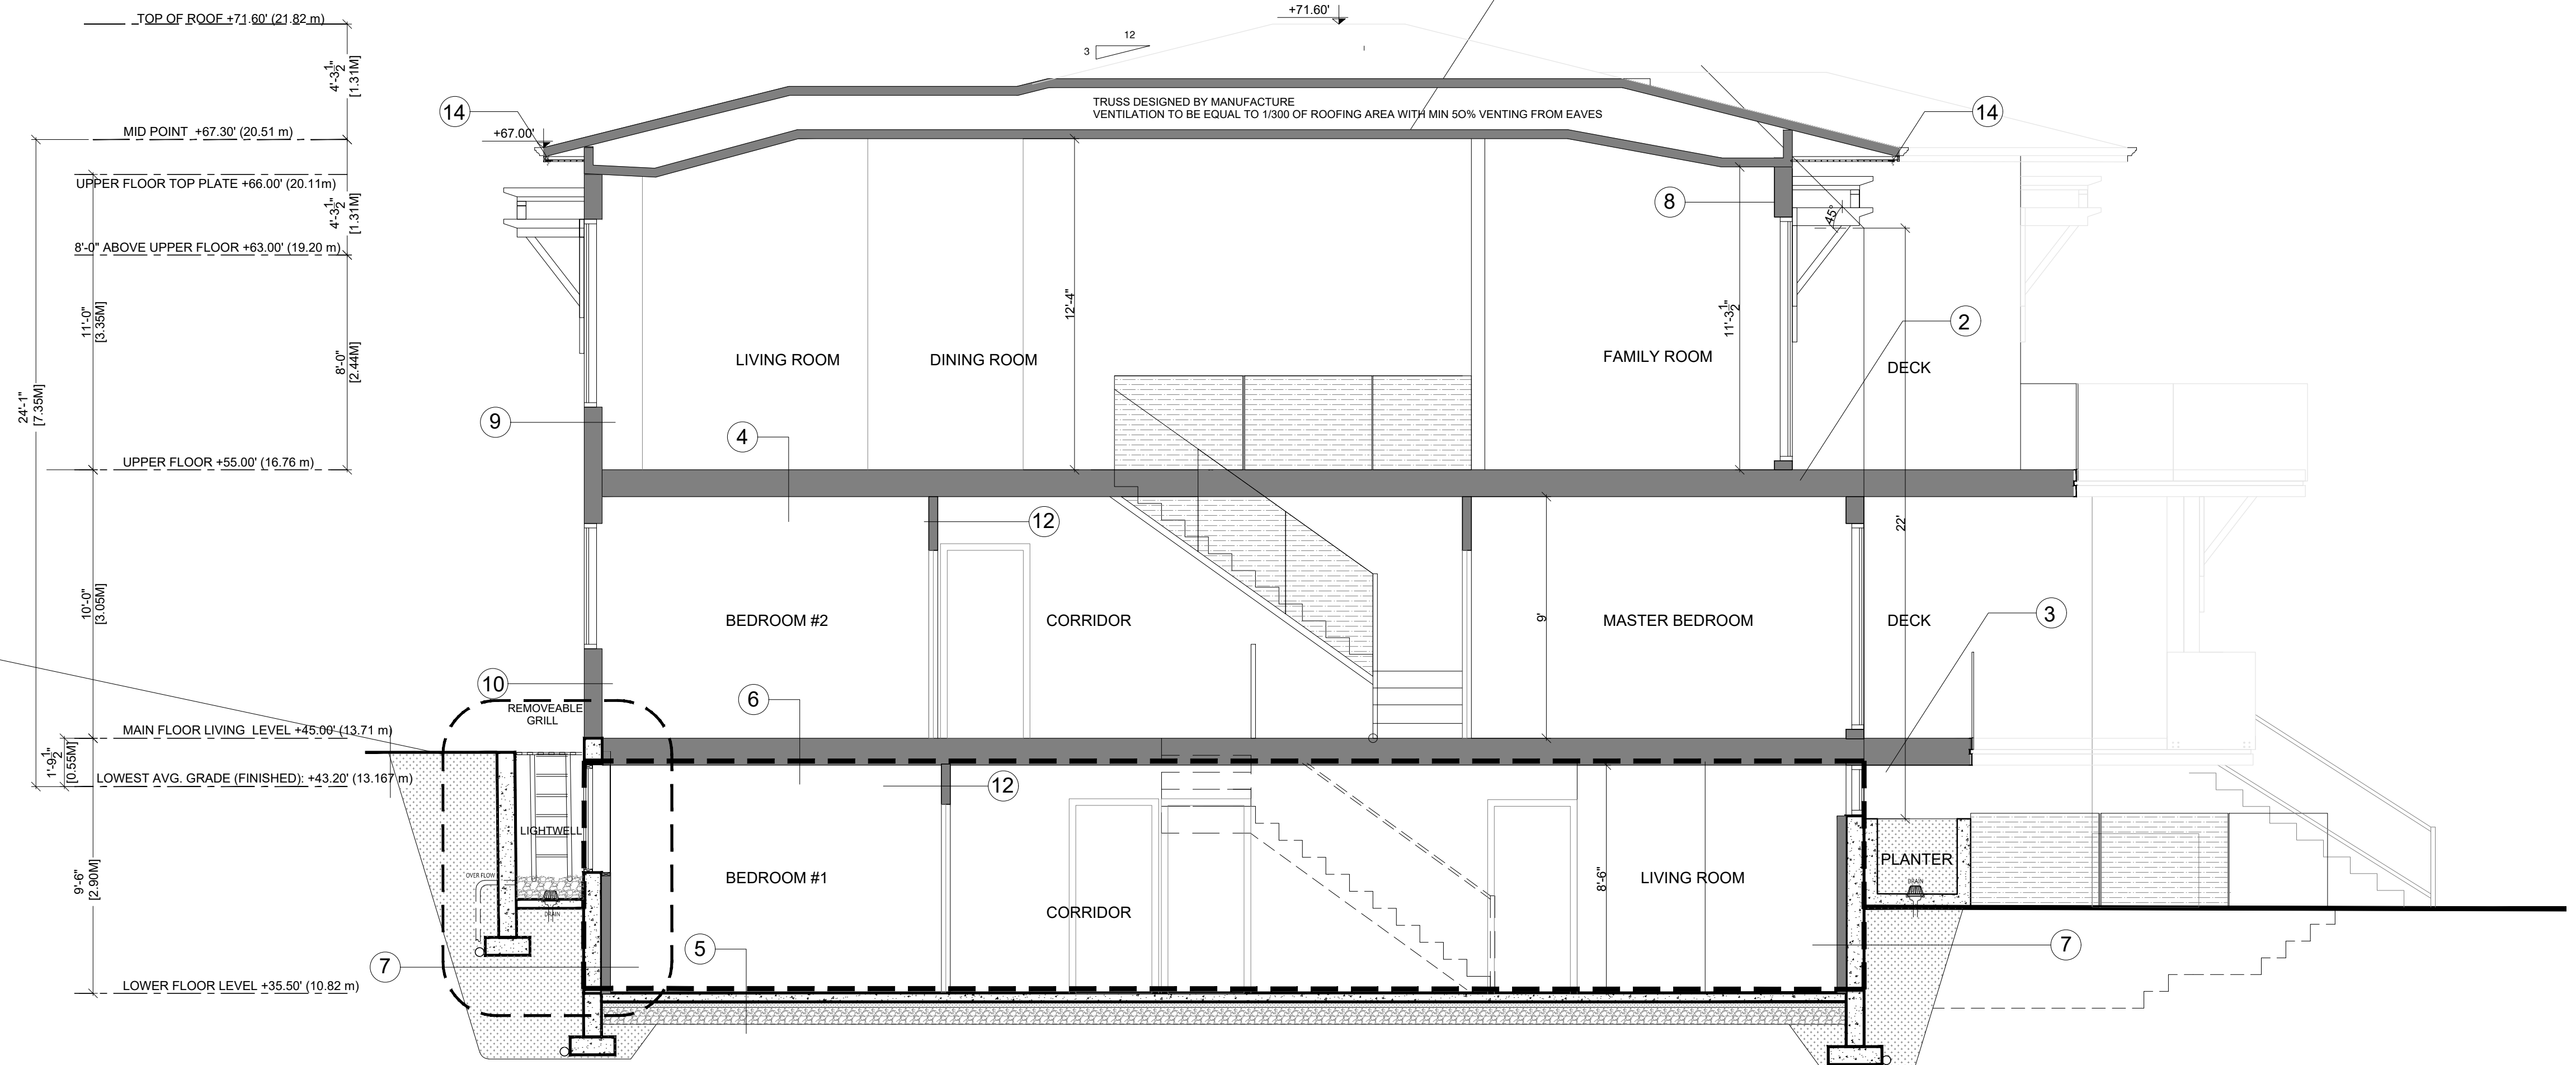 TOP OF ROOF +71.60' (21.82 m)
+71.60'
12
3
4'-3 1/2"
[1.31M]
14
TRUSS DESIGNED BY MANUFACTURE
VENTILATION TO BE EQUAL TO 1/300 OF ROOFING AREA WITH MIN 5O% VENTING FROM EAVES
14
MID POINT +67.30' (20.51 m)
+67.00'
UPPER FLOOR TOP PLATE +66.00' (20.11m)
4'-3 1/2"
[1.31M]
8
45°
8'-0" ABOVE UPPER FLOOR +63.00' (19.20 m)
11'-0"
[3.35M]
8'-0"
[2.44M]
12'-4"
11'-3 1/2"
2
LIVING ROOM
DINING ROOM
FAMILY ROOM
DECK
24'-1"
[7.35M]
9
4
UPPER FLOOR +55.00' (16.76 m)
12
22'
10'-0"
[3.05M]
BEDROOM #2
CORRIDOR
9'
MASTER BEDROOM
DECK
3
10
6
REMOVEABLE
GRILL
MAIN FLOOR LIVING LEVEL +45.00' (13.71 m)
1'-9 1/2"
[0.55M]
LOWEST AVG. GRADE (FINISHED): +43.20' (13.167 m)
12
LIGHTWELL
PLANTER
9'-6"
[2.90M]
OVER FLOW
DRAIN
BEDROOM #1
8'-6"
LIVING ROOM
DRAIN
CORRIDOR
5
7
7
LOWER FLOOR LEVEL +35.50' (10.82 m)